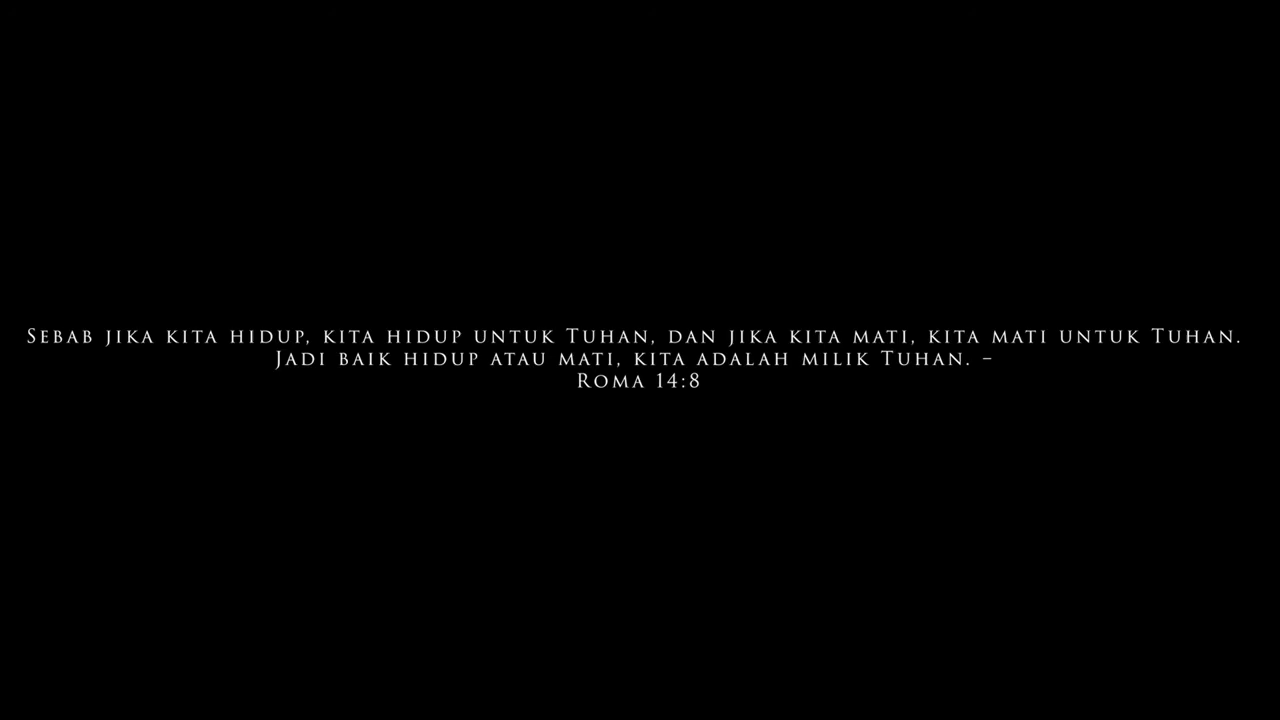 Sebab jika kita hidup, kita hidup untuk Tuhan, dan jika kita mati, kita mati untuk Tuhan.
Jadi baik hidup atau mati, kita adalah milik Tuhan. –
Roma 14:8